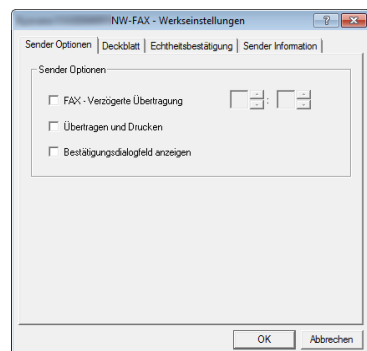 NW-FAX - Werkseinstellungen
Sender Optionen Deckblatt Echtheitsbestätigung Sender Information
Sender Optionen
FAX - Verzögerte Übertragung :
Übertragen und Drucken
Bestätigungsdialogfeld anzeigen
OK Abbrechen